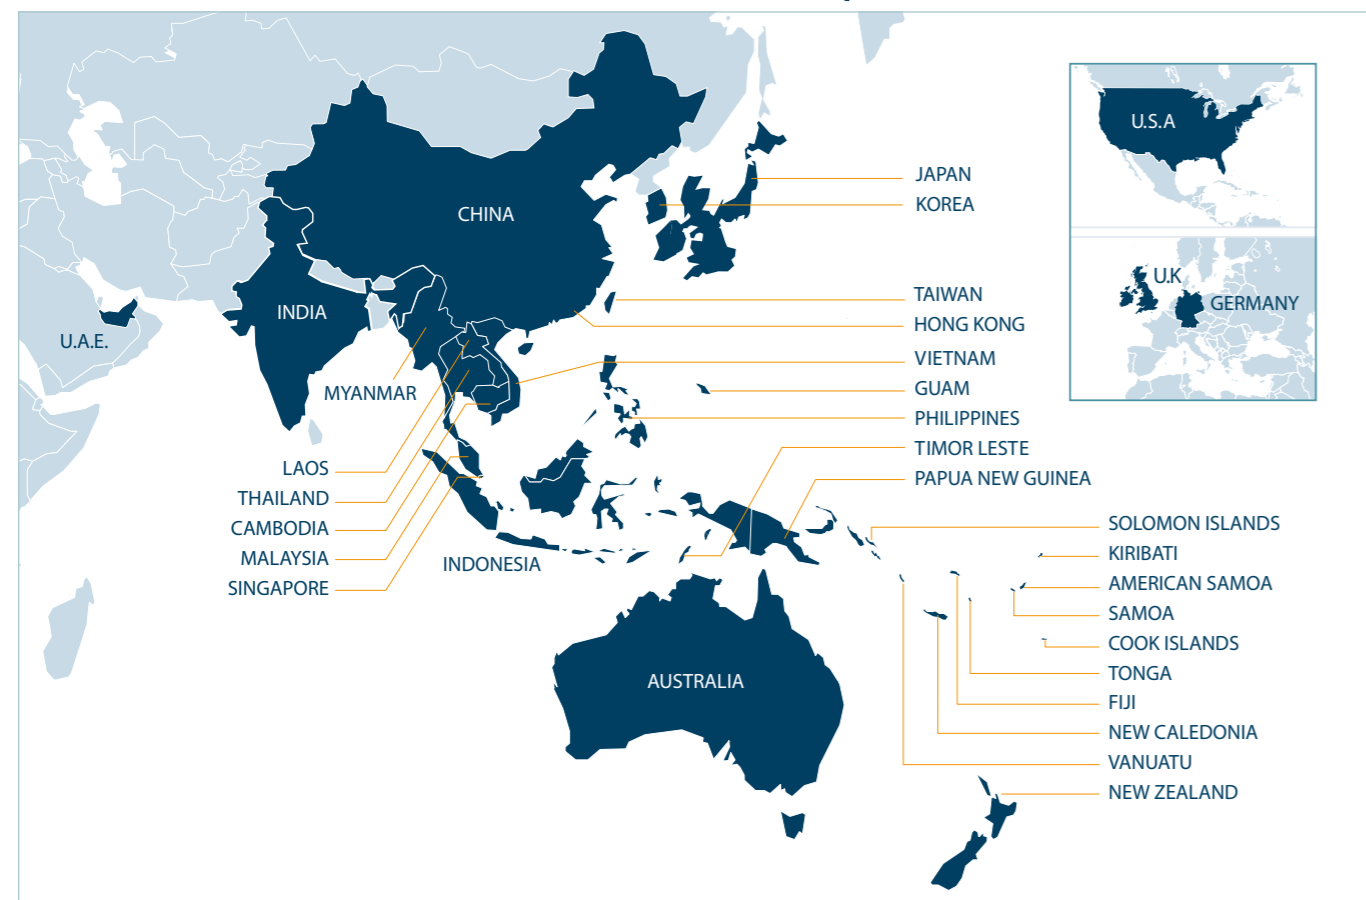 U.S.A
JAPAN
KOREA
CHINA
U.K
GERMANY
TAIWAN
INDIA
HONG KONG
U.A.E.
VIETNAM
MYANMAR
GUAM
PHILIPPINES
TIMOR LESTE
LAOS
PAPUA NEW GUINEA
THAILAND
CAMBODIA
SOLOMON ISLANDS
MALAYSIA
KIRIBATI
INDONESIA
SINGAPORE
AMERICAN SAMOA
SAMOA
COOK ISLANDS
TONGA
AUSTRALIA
FIJI
NEW CALEDONIA
VANUATU
NEW ZEALAND